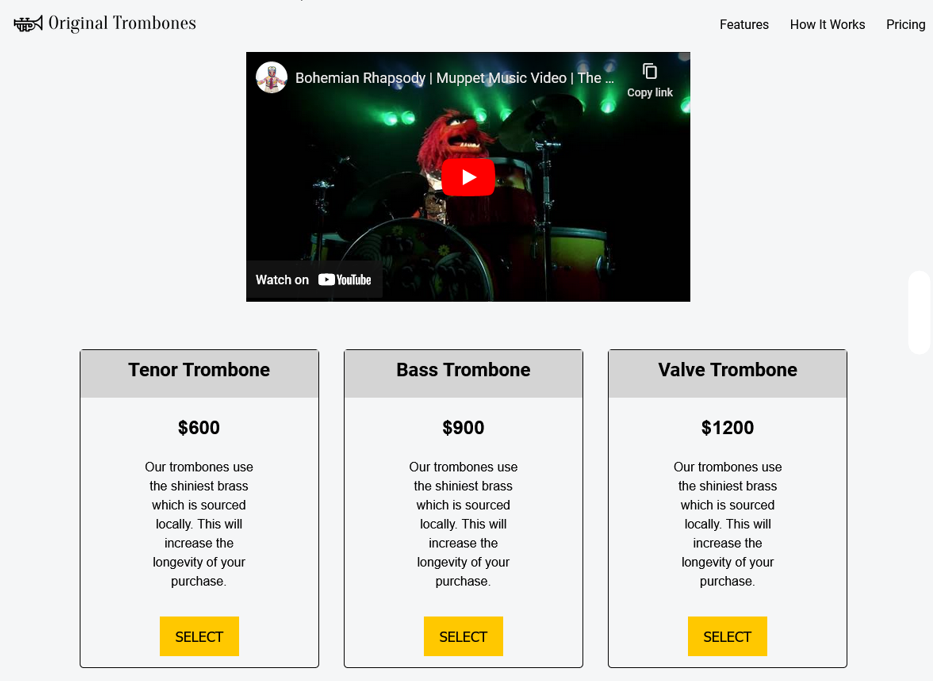 Original Trombones
Features
How It Works
Pricing
Bohemian Rhapsody | Muppet Music Video | The ...
Copy link
Watch on YouTube
Tenor Trombone
$600
Our trombones use
the shiniest brass
which is sourced
locally. This will
increase the
longevity of your
purchase.
SELECT
Bass Trombone
$900
Our trombones use
the shiniest brass
which is sourced
locally. This will
increase the
longevity of your
purchase.
SELECT
Valve Trombone
$1200
Our trombones use
the shiniest brass
which is sourced
locally. This will
increase the
longevity of your
purchase.
SELECT